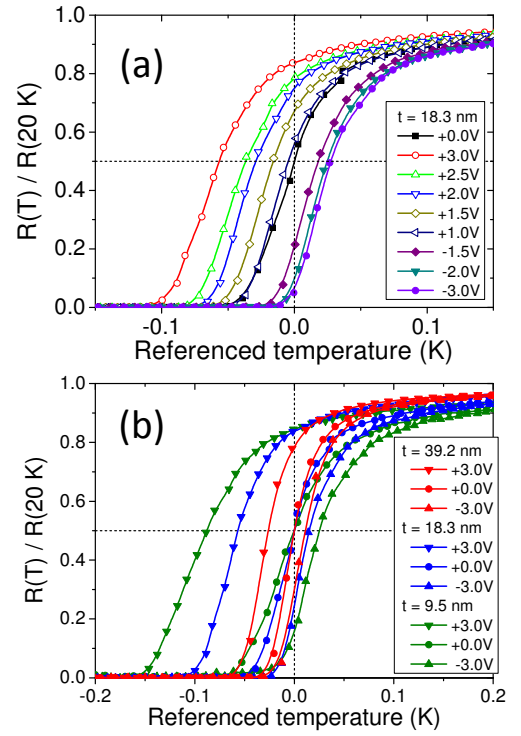 (a)
R(T) / R(20 K)
1.0
0.8
0.6
0.4
0.2
0.0
t = 18.3 nm
+0.0V
+3.0V
+2.5V
+2.0V
+1.5V
+1.0V
-1.5V
-2.0V
-3.0V
-0.1 0.0 0.1
Referenced temperature (K)
(b)
R(T) / R(20 K)
1.0
0.8
0.6
0.4
0.2
0.0
t = 39.2 nm
+3.0V
+0.0V
-3.0V
t = 18.3 nm
+3.0V
+0.0V
-3.0V
t = 9.5 nm
+3.0V
+0.0V
-3.0V
-0.2 -0.1 0.0 0.1 0.2
Referenced temperature (K)